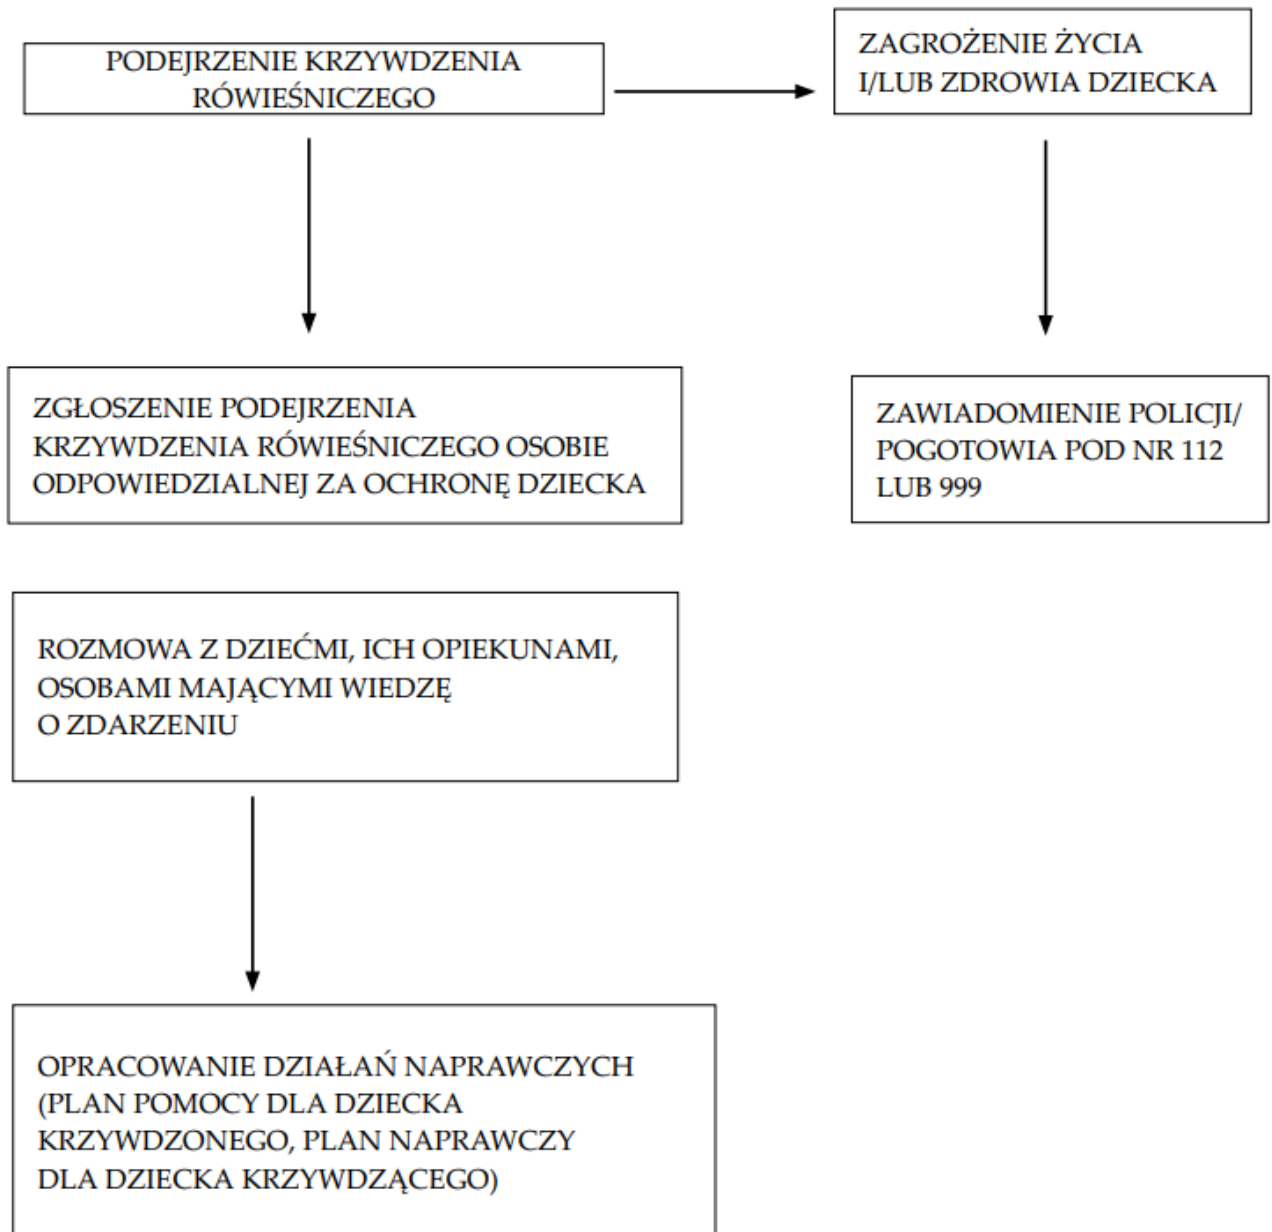 PODEJRZENIE KRZYWDZENIA
RÓWIEŚNICZEGO
ZAGROŻENIE ŻYCIA
I/LUB ZDROWIA DZIECKA
ZGŁOSZENIE PODEJRZENIA
KRZYWDZENIA RÓWIEŚNICZEGO OSOBIE
ODPOWIEDZIALNEJ ZA OCHRONĘ DZIECKA
ZAWIADOMIENIE POLICJI/
POGOTOWIA POD NR 112
LUB 999
ROZMOWA Z DZIEĆMI, ICH OPIEKUNAMI,
OSOBAMI MAJĄCYMI WIEDZĘ
O ZDARZENIU
OPRACOWANIE DZIAŁAŃ NAPRAWCZYCH
(PLAN POMOCY DLA DZIECKA
KRZYWDZONEGO, PLAN NAPRAWCZY
DLA DZIECKA KRZYWDZĄCEGO)